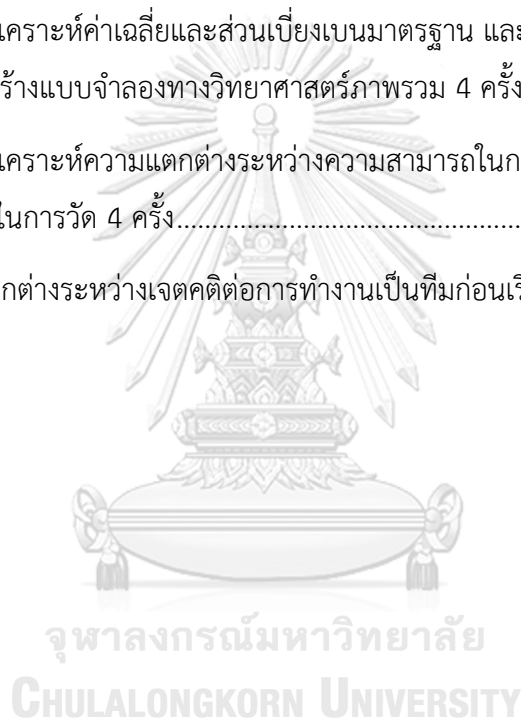 เคราะห์ค่าเฉลี่ยและส่วนเบี่ยงเบนมาตรฐาน และ
ร้างแบบจำลองทางวิทยาศาสตร์ภาพรวม 4 ครั้ง
เคราะห์ความแตกต่างระหว่างความสามารถในก
ในการวัด 4 ครั้ง.....................................................
กต่างระหว่างเจตคติต่อการทำงานเป็นทีมก่อนเรี
จุฬาลงกรณ์มหาวิทยาลัย
CHULALONGKORN UNIVERSITY